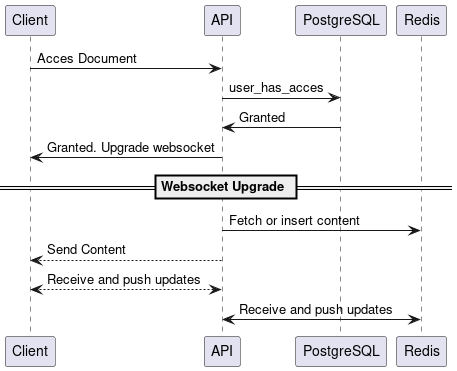 Client API PostgreSQL Redis
Acces Document
user_has_acces
Granted
Granted. Upgrade websocket
Websocket Upgrade
Fetch or insert content
Send Content
Receive and push updates
Receive and push updates
Client API PostgreSQL Redis